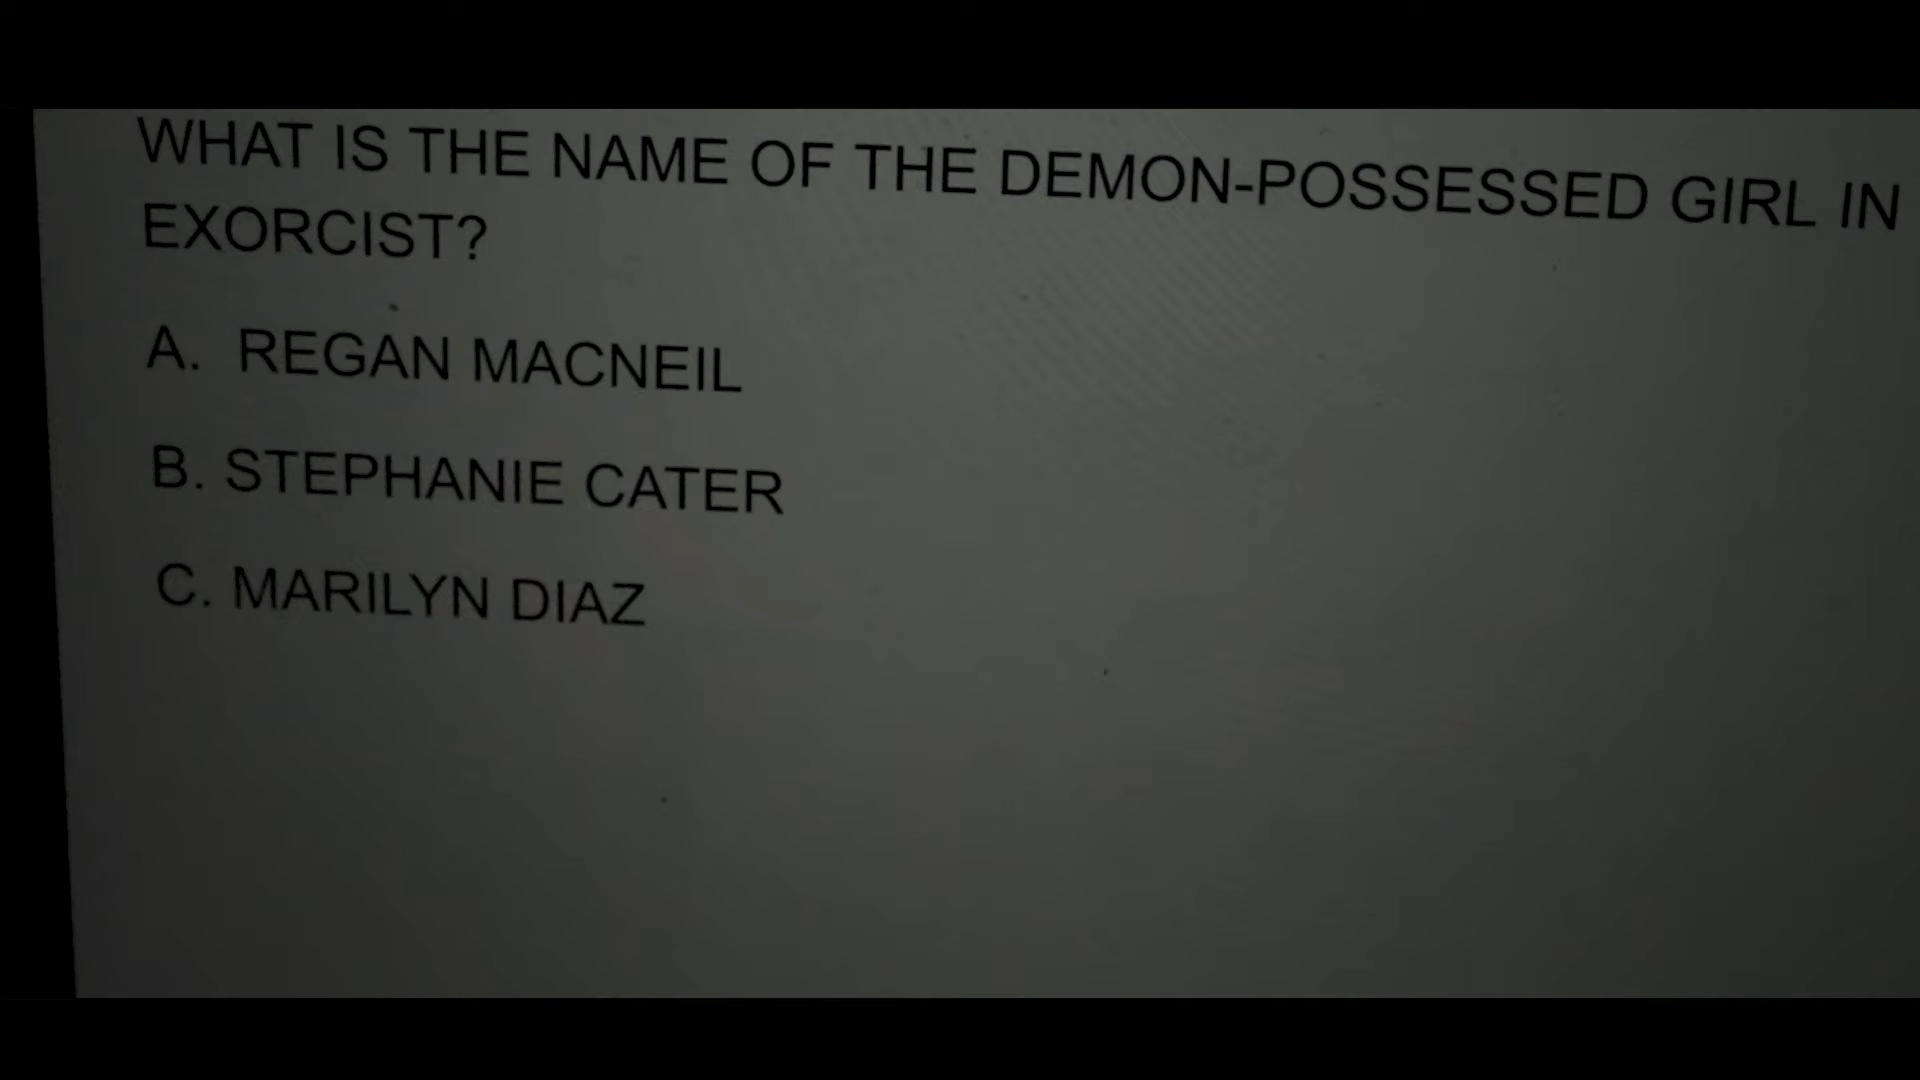 WHAT IS THE NAME OF THE DEMON-POSSESSED GIRL IN
EXORCIST?
A. REGAN MACNEIL
B. STEPHANIE CATER
C. MARILYN DIAZ